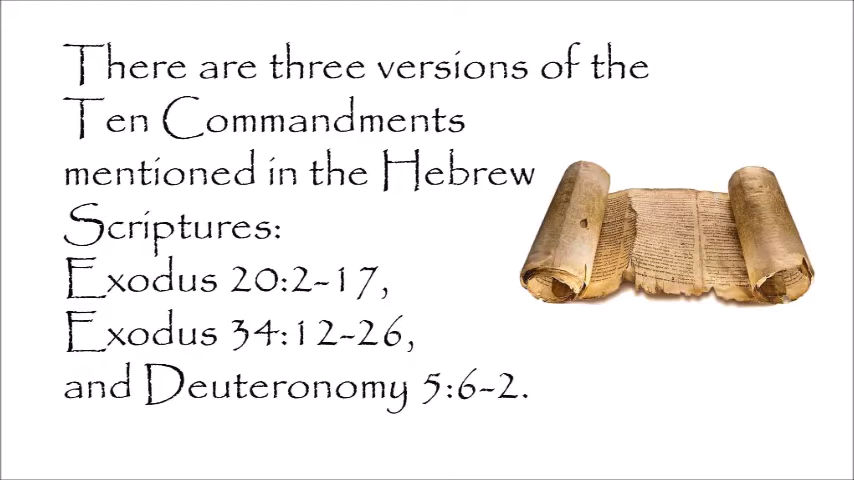 There are three versions of the
Ten Commandments
mentioned in the Hebrew
Scriptures:
Exodus 20:2-17,
Exodus 34:12-26,
and Deuteronomy 5:6-2.